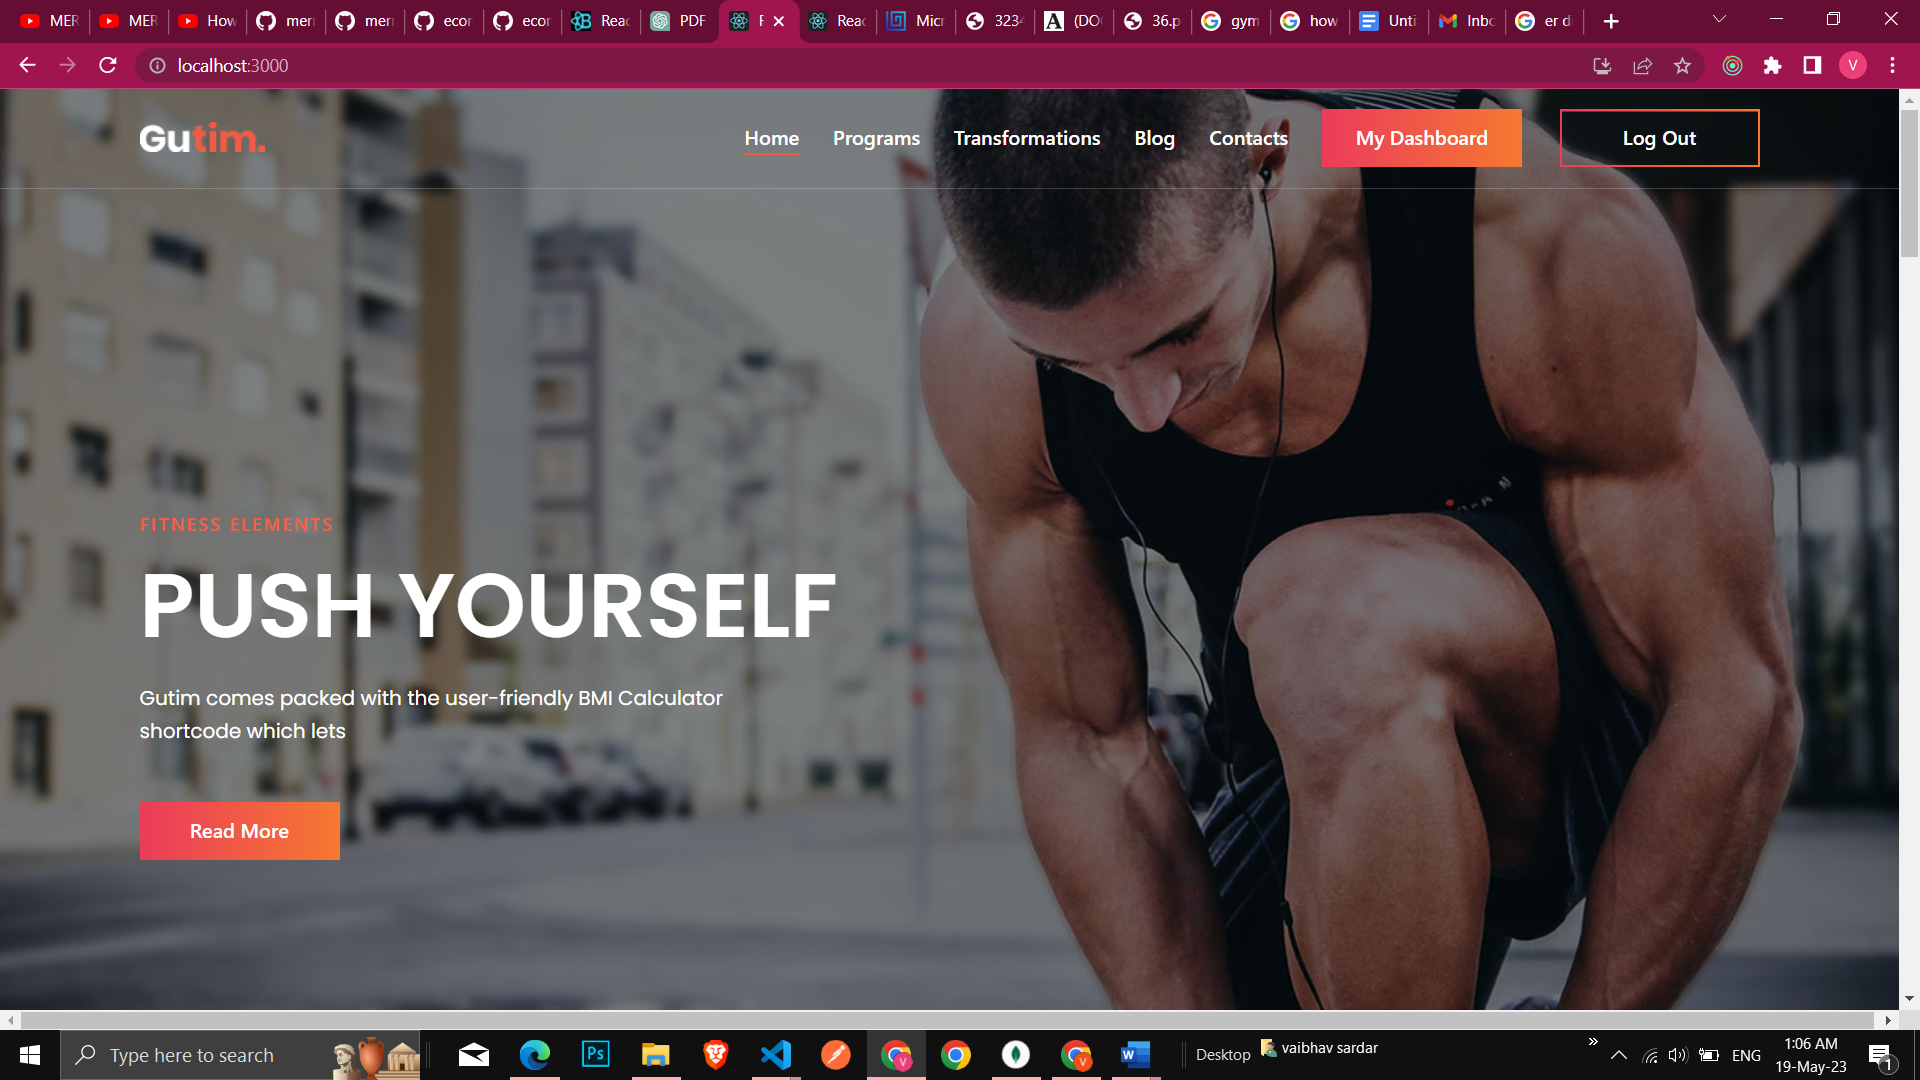 MER MER How mer mer ecor ecor Reac PDF F Reac Micr 3234 (DO 36.p gym how Unti Inbo er di
localhost:3000
V
Gutim.
Home Programs Transformations Blog Contacts My Dashboard Log Out
FITNESS ELEMENTS
PUSH YOURSELF
Gutim comes packed with the user-friendly BMI Calculator
shortcode which lets
Read More
Type here to search
Desktop vaibhav sardar
ENG
1:06 AM
19-May-23
1